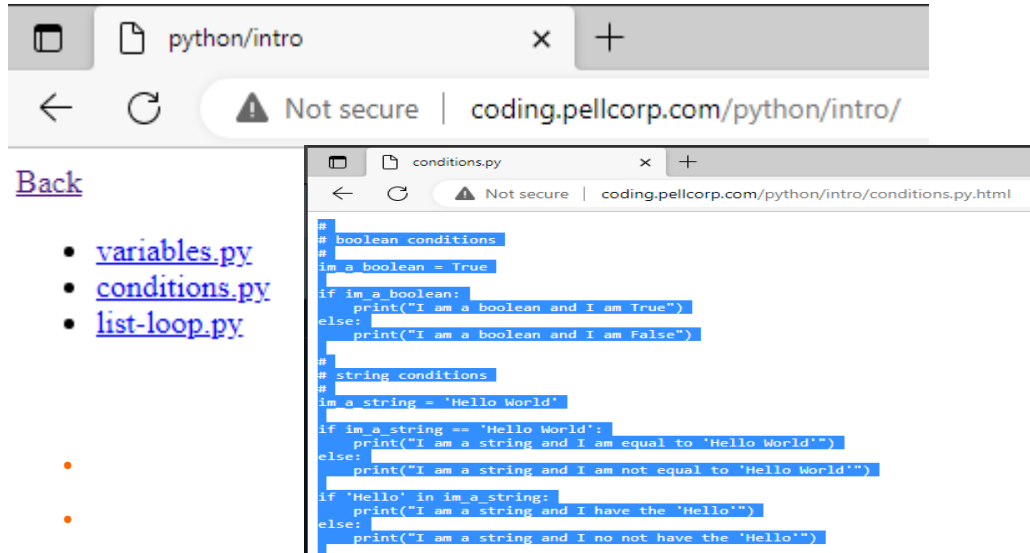 python/intro
Not secure | coding.pellcorp.com/python/intro/
Back
variables.py
conditions.py
list-loop.py
conditions.py
Not secure | coding.pellcorp.com/python/intro/conditions.py.html
#
# boolean conditions
#
im_a_boolean = True
if im_a_boolean:
    print("I am a boolean and I am True")
else:
    print("I am a boolean and I am False")
#
# string conditions
#
im_a_string = 'Hello World'
if im_a_string == 'Hello World':
    print("I am a string and I am equal to 'Hello World'")
else:
    print("I am a string and I am not equal to 'Hello World'")
if 'Hello' in im_a_string:
    print("I am a string and I have the 'Hello'")
else:
    print("I am a string and I no not have the 'Hello'")